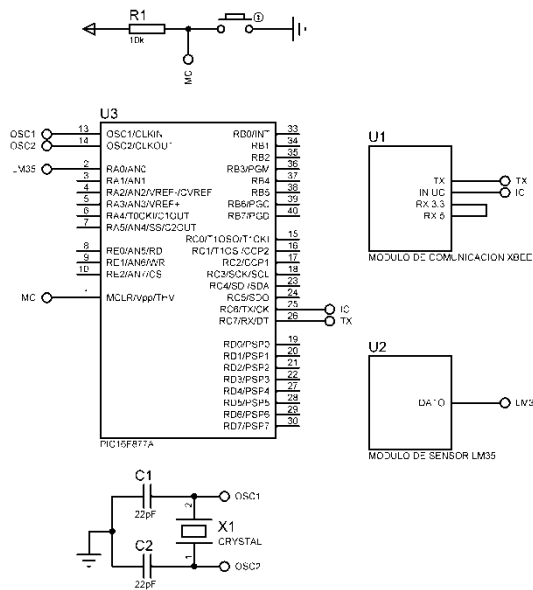 R1
10k
MC
U3
OSC1 13 OSC1/CLKIN RB0/INT 33
OSC2 14 OSC2/CLKOUT RB1 34
RB2 35
LM35 2 RA0/AN0 RB3/PGM 36
3 RA1/AN1 RB4 37
4 RA2/AN2/VREF-/CVREF RB5 38
5 RA3/AN3/VREF+ RB6/PGC 39
6 RA4/T0CKI/C1OUT RB7/PGD 40
7 RA5/AN4/SS/C2OUT
RC0/T1OSO/T1CKI 15
8 RE0/AN5/RD RC1/T1OSI/CCP2 16
9 RE1/AN6/WR RC2/CCP1 17
10 RE2/AN7/CS RC3/SCK/SCL 18
RC4/SDI/SDA 23
RC5/SDO 24
MC 1 MCLR/Vpp/THV RC6/TX/CK 25 IC
RC7/RX/DT 26 TX
RD0/PSP0 19
RD1/PSP1 20
RD2/PSP2 21
RD3/PSP3 22
RD4/PSP4 27
RD5/PSP5 28
RD6/PSP6 29
RD7/PSP7 30
PIC16F877A
U1
TX TX
IN UC IC
RX 3.3
RX 5
MODULO DE COMUNICACION XBEE
U2
DATO LM3
MODULO DE SENSOR LM35
C1
22pF
OSC1
2
X1
CRYSTAL
C2
1
22pF
OSC2